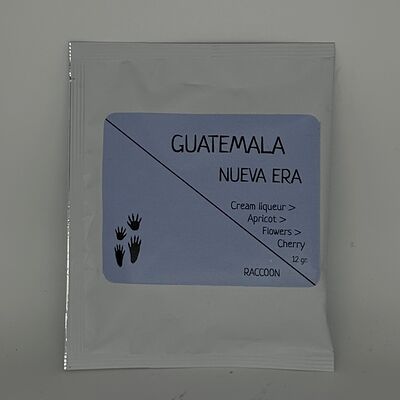 GUATEMALA
NUEVA ERA
Cream liqueur >
Apricot >
Flowers >
Cherry
12 gr.
RACCOON